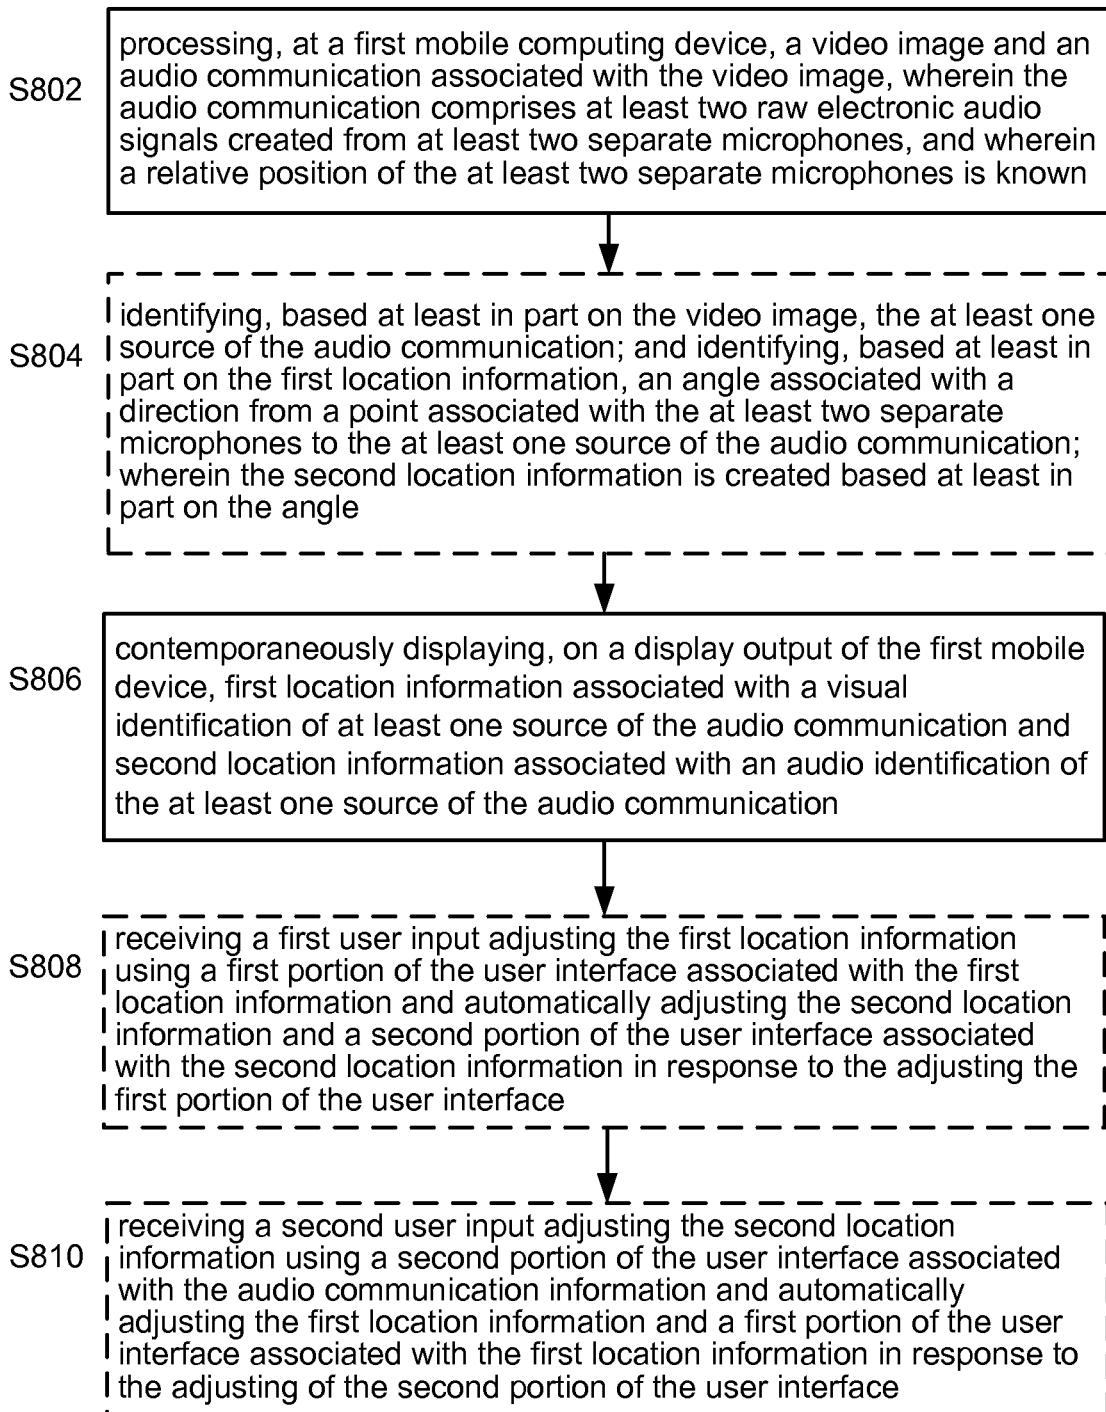 S802
processing, at a first mobile computing device, a video image and an
audio communication associated with the video image, wherein the
audio communication comprises at least two raw electronic audio
signals created from at least two separate microphones, and wherein
a relative position of the at least two separate microphones is known
S804
identifying, based at least in part on the video image, the at least one
source of the audio communication; and identifying, based at least in
part on the first location information, an angle associated with a
direction from a point associated with the at least two separate
microphones to the at least one source of the audio communication;
wherein the second location information is created based at least in
part on the angle
S806
contemporaneously displaying, on a display output of the first mobile
device, first location information associated with a visual
identification of at least one source of the audio communication and
second location information associated with an audio identification of
the at least one source of the audio communication
S808
receiving a first user input adjusting the first location information
using a first portion of the user interface associated with the first
location information and automatically adjusting the second location
information and a second portion of the user interface associated
with the second location information in response to the adjusting the
first portion of the user interface
S810
receiving a second user input adjusting the second location
information using a second portion of the user interface associated
with the audio communication information and automatically
adjusting the first location information and a first portion of the user
interface associated with the first location information in response to
the adjusting of the second portion of the user interface